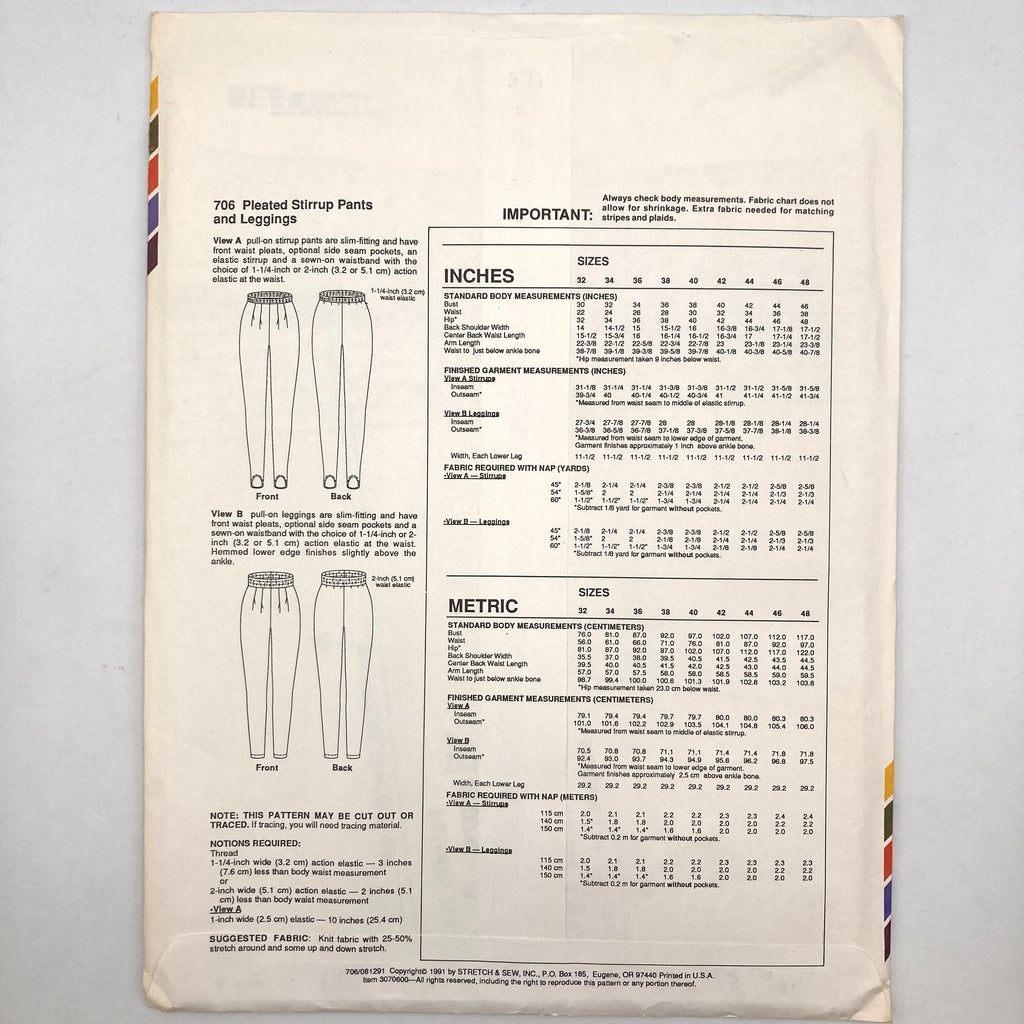 706 Pleated Stirrup Pants
and Leggings
View A pull-on stirrup pants are slim-fitting and have
front waist pleats, optional side seam pockets, an
elastic stirrup and a sewn-on waistband with the
choice of 1-1/4-inch or 2-inch (3.2 or 5.1 cm) action
elastic at the waist.
1-1/4-inch (3.2 cm)
waist elastic
Front Back
View B pull-on leggings are slim-fitting and have
front waist pleats, optional side seam pockets and a
sewn-on waistband with the choice of 1-1/4-inch or 2-
inch (3.2 or 5.1 cm) action elastic at the waist.
Hemmed lower edge finishes slightly above the
ankle.
2-inch (5.1 cm)
waist elastic
Front Back
NOTE: THIS PATTERN MAY BE CUT OUT OR
TRACED. If tracing, you will need tracing material.
NOTIONS REQUIRED:
Thread
1-1/4-inch wide (3.2 cm) action elastic — 3 inches
(7.6 cm) less than body waist measurement
or
2-inch wide (5.1 cm) action elastic — 2 inches (5.1
cm) less than body waist measurement
-View A
1-inch wide (2.5 cm) elastic — 10 inches (25.4 cm)
SUGGESTED FABRIC: Knit fabric with 25-50%
stretch around and some up and down stretch.
IMPORTANT:
Always check body measurements. Fabric chart does not
allow for shrinkage. Extra fabric needed for matching
stripes and plaids.
INCHES
SIZES
32 34 36 38 40 42 44 46 48
STANDARD BODY MEASUREMENTS (INCHES)
Bust 30 32 34 36 38 40 42 44 46
Waist 22 24 26 28 30 32 34 36 38
Hip* 32 34 36 38 40 42 44 46 48
Back Shoulder Width 14 14-1/2 15 15-1/2 16 16-3/8 16-3/4 17-1/8 17-1/2
Center Back Waist Length 15-1/2 15-3/4 16 16-1/4 16-1/2 16-3/4 17 17-1/4 17-1/2
Arm Length 22-3/8 22-1/2 22-5/8 22-3/4 22-7/8 23 23-1/8 23-1/4 23-3/8
Waist to just below ankle bone 38-7/8 39-1/8 39-3/8 39-5/8 39-7/8 40-1/8 40-3/8 40-5/8 40-7/8
*Hip measurement taken 9 inches below waist.
FINISHED GARMENT MEASUREMENTS (INCHES)
View A Stirrups
Inseam 31-1/8 31-1/4 31-1/4 31-3/8 31-3/8 31-1/2 31-1/2 31-5/8 31-5/8
Outseam* 39-3/4 40 40-1/4 40-1/2 40-3/4 41 41-1/4 41-1/2 41-3/4
*Measured from waist seam to middle of elastic stirrup.
View B Leggings
Inseam 27-3/4 27-7/8 27-7/8 28 28 28-1/8 28-1/8 28-1/4 28-1/4
Outseam* 36-3/8 36-5/8 36-7/8 37-1/8 37-3/8 37-5/8 37-7/8 38-1/8 38-3/8
*Measured from waist seam to lower edge of garment.
Garment finishes approximately 1 inch above ankle bone.
Width, Each Lower Leg 11-1/2 11-1/2 11-1/2 11-1/2 11-1/2 11-1/2 11-1/2 11-1/2 11-1/2
FABRIC REQUIRED WITH NAP (YARDS)
-View A — Stirrups
45" 2-1/8 2-1/4 2-1/4 2-3/8 2-3/8 2-1/2 2-1/2 2-5/8 2-5/8
54" 1-5/8* 2 2 2-1/4 2-1/4 2-1/4 2-1/4 2-1/3 2-1/3
60" 1-1/2* 1-1/2* 1-1/2* 1-3/4 1-3/4 2-1/4 2-1/4 2-1/4 2-1/4
*Subtract 1/8 yard for garment without pockets.
-View B — Leggings
45" 2-1/8 2-1/4 2-1/4 2-3/8 2-3/8 2-1/2 2-1/2 2-5/8 2-5/8
54" 1-5/8* 2 2 2-1/8 2-1/8 2-1/4 2-1/4 2-1/3 2-1/3
60" 1-1/2* 1-1/2* 1-1/2* 1-3/4 1-3/4 2-1/8 2-1/8 2-1/4 2-1/4
*Subtract 1/8 yard for garment without pockets.
METRIC
SIZES
32 34 36 38 40 42 44 46 48
STANDARD BODY MEASUREMENTS (CENTIMETERS)
Bust 76.0 81.0 87.0 92.0 97.0 102.0 107.0 112.0 117.0
Waist 56.0 61.0 66.0 71.0 76.0 81.0 87.0 92.0 97.0
Hip* 81.0 87.0 92.0 97.0 102.0 107.0 112.0 117.0 122.0
Back Shoulder Width 35.5 37.0 38.0 39.5 40.5 41.5 42.5 43.5 44.5
Center Back Waist Length 39.5 40.0 40.5 41.5 42.0 42.5 43.0 44.0 44.5
Arm Length 57.0 57.0 57.5 58.0 58.0 58.5 58.5 59.0 59.5
Waist to just below ankle bone 98.7 99.4 100.0 100.6 101.3 101.9 102.6 103.2 103.8
*Hip measurement taken 23.0 cm below waist.
FINISHED GARMENT MEASUREMENTS (CENTIMETERS)
View A
Inseam 79.1 79.4 79.4 79.7 79.7 80.0 80.0 80.3 80.3
Outseam* 101.0 101.6 102.2 102.9 103.5 104.1 104.8 105.4 106.0
*Measured from waist seam to middle of elastic stirrup.
View B
Inseam 70.5 70.8 70.8 71.1 71.1 71.4 71.4 71.8 71.8
Outseam* 92.4 93.0 93.7 94.3 94.9 95.6 96.2 96.8 97.5
*Measured from waist seam to lower edge of garment.
Garment finishes approximately 2.5 cm above ankle bone.
Width, Each Lower Leg 29.2 29.2 29.2 29.2 29.2 29.2 29.2 29.2 29.2
FABRIC REQUIRED WITH NAP (METERS)
-View A — Stirrups
115 cm 2.0 2.1 2.1 2.2 2.2 2.3 2.3 2.4 2.4
140 cm 1.5* 1.8 1.8 2.0 2.0 2.0 2.0 2.2 2.2
150 cm 1.4* 1.4* 1.4* 1.6 1.6 2.0 2.0 2.0 2.0
*Subtract 0.2 m for garment without pockets.
-View B — Leggings
115 cm 2.0 2.1 2.1 2.2 2.2 2.3 2.3 2.3 2.3
140 cm 1.5 1.8 1.8 2.0 2.0 2.0 2.0 2.2 2.2
150 cm 1.4* 1.4* 1.4* 1.6 1.6 2.0 2.0 2.0 2.0
*Subtract 0.2 m for garment without pockets.
706/081291 Copyright© 1991 by STRETCH & SEW, INC., P.O. Box 185, Eugene, OR 97440 Printed in U.S.A.
Item 3070600—All rights reserved, including the right to reproduce this pattern or any portion thereof.